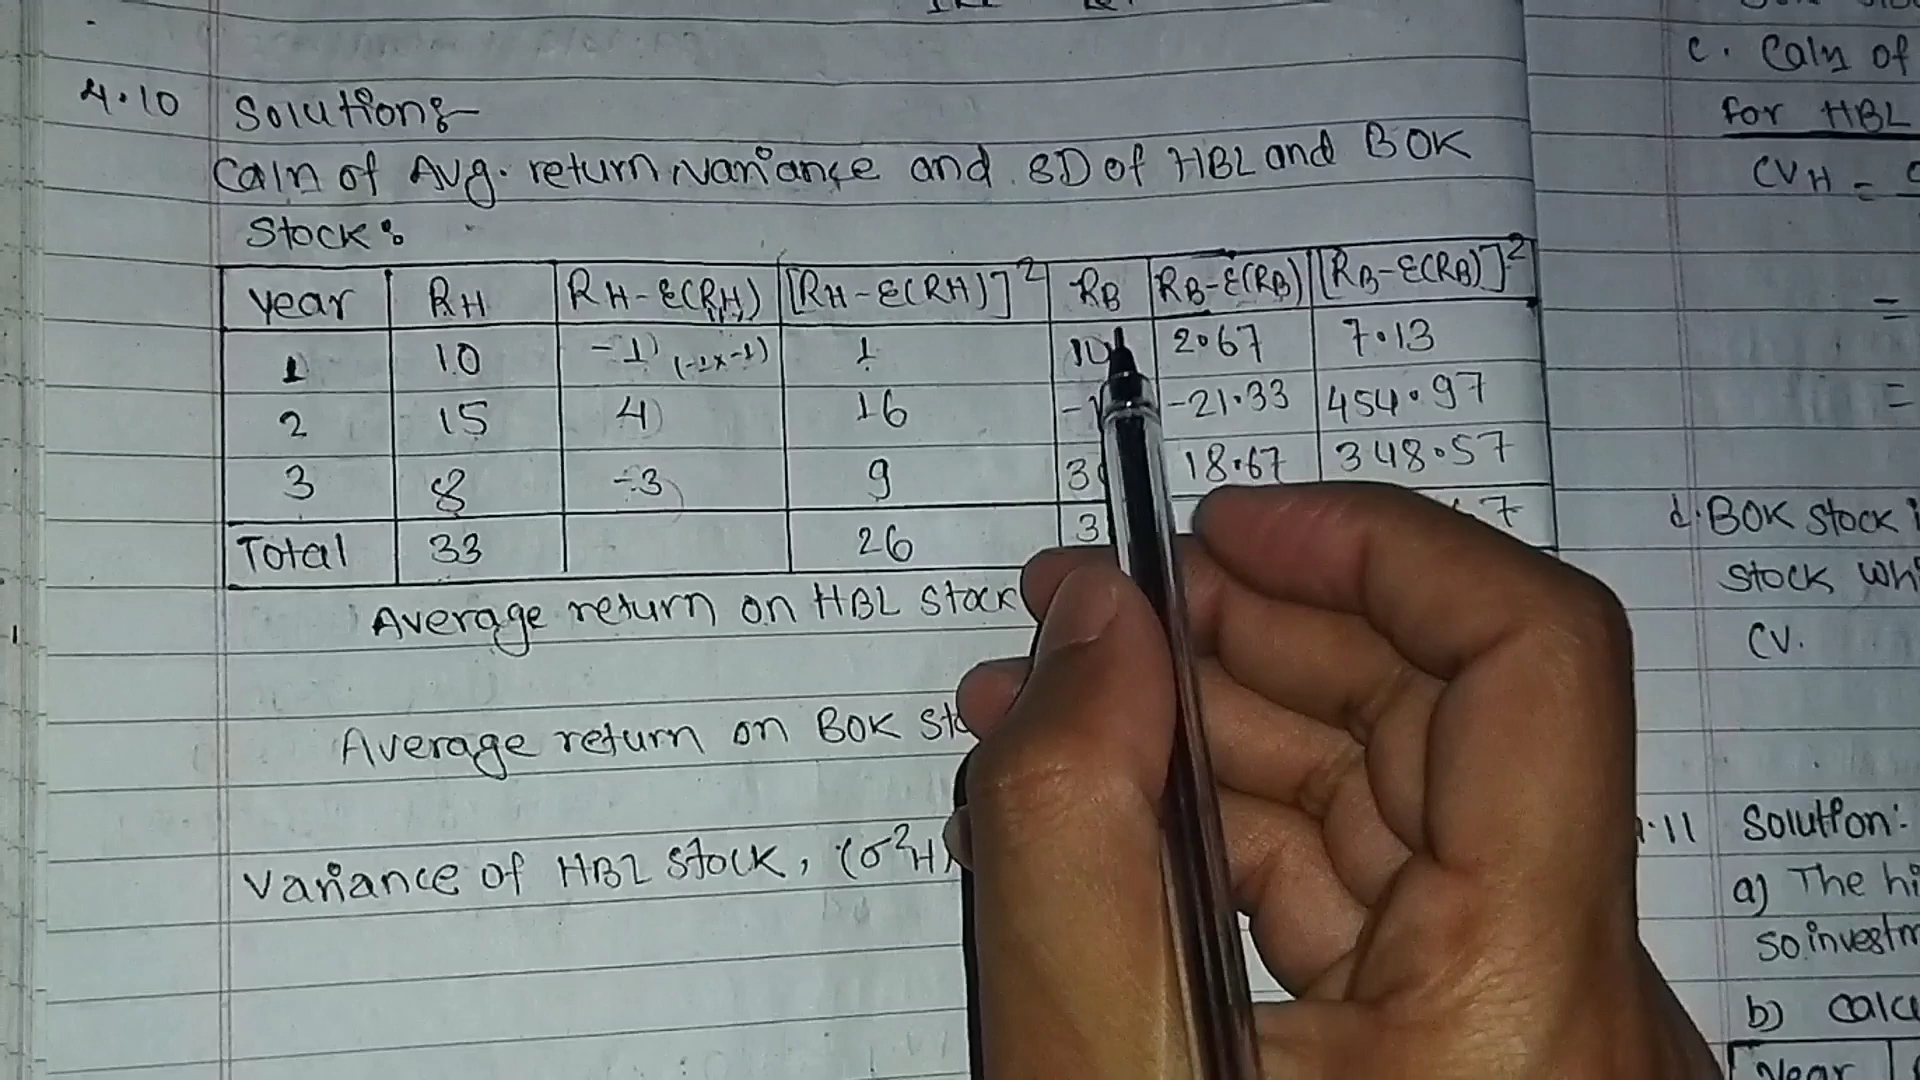 4.10 Solution:-
Caln of Avg. return, variance and SD of HBL and BOK
Stock:
year RH RH-E(RH) [RH-E(RH)]² RB RB-E(RB) [RB-E(RB)]²
1 10 -1) (-1x-1) 1 10 2.67 7.13
2 15 4) 16 -21.33 454.97
3 8 -3) 9 18.67 348.57
Total 33 26
Average return on HBL stock
Average return on BOK
Variance of HBL stock, (σ²H)
C. Caln of
for HBL
CVH =
=
=
d. BOK stock
stock
CV.
.11 Solution:-
a) The
so
b)
year